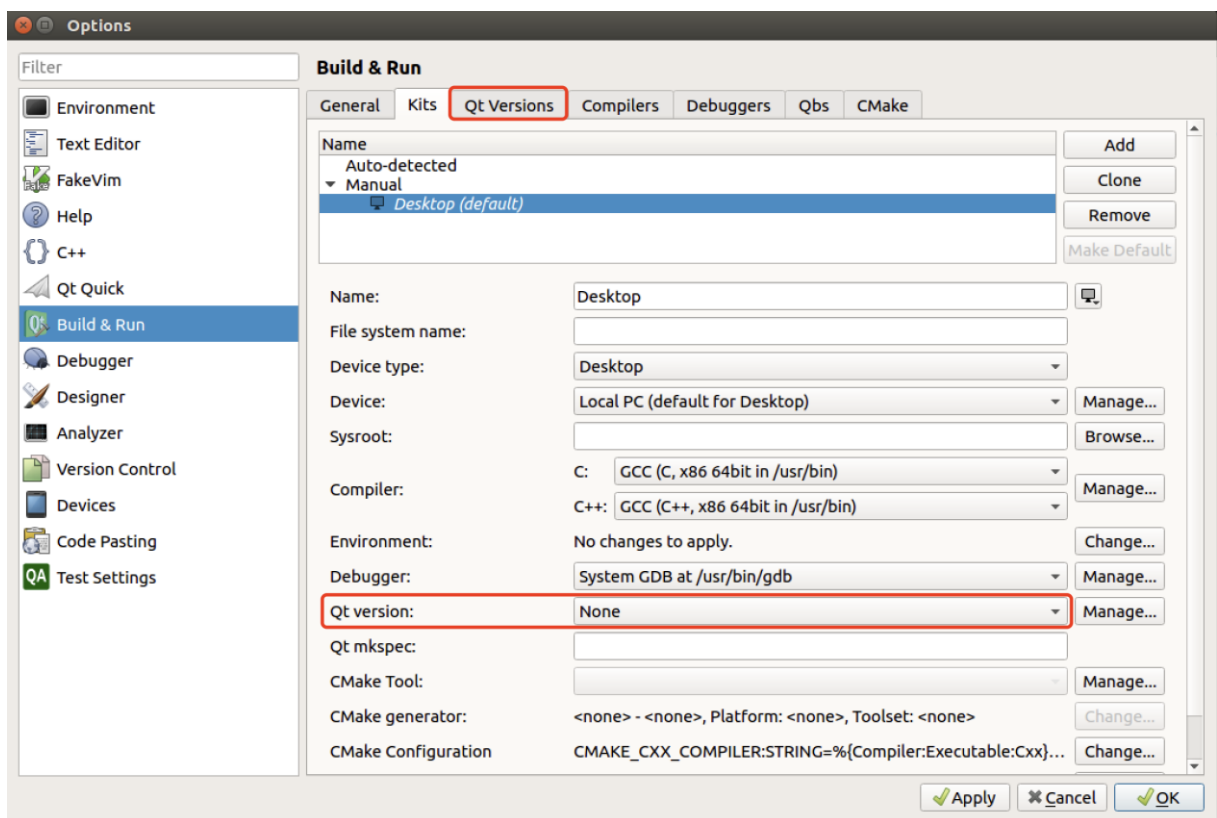 Options
Filter
Environment
Text Editor
FakeVim
Help
C++
Qt Quick
Build & Run
Debugger
Designer
Analyzer
Version Control
Devices
Code Pasting
QA Test Settings
Build & Run
General Kits Qt Versions Compilers Debuggers Qbs CMake
Name
Auto-detected
Manual
Desktop (default)
Add
Clone
Remove
Make Default
Name: Desktop
File system name:
Device type: Desktop
Device: Local PC (default for Desktop) Manage...
Sysroot: Browse...
Compiler: C: GCC (C, x86 64bit in /usr/bin)
C++: GCC (C++, x86 64bit in /usr/bin) Manage...
Environment: No changes to apply. Change...
Debugger: System GDB at /usr/bin/gdb Manage...
Qt version: None Manage...
Qt mkspec:
CMake Tool: Manage...
CMake generator: <none> - <none>, Platform: <none>, Toolset: <none> Change...
CMake Configuration CMAKE_CXX_COMPILER:STRING=%{Compiler:Executable:Cxx}... Change...
Apply Cancel OK